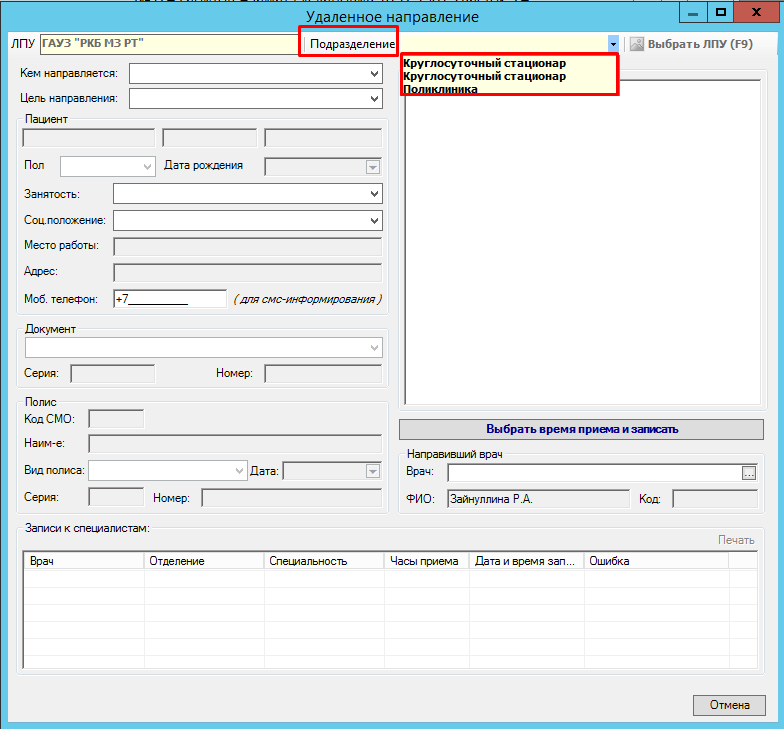 Удаленное направление
ЛПУ ГАУЗ "РКБ МЗ РТ" Подразделение Выбрать ЛПУ (F9)
Круглосуточный стационар
Круглосуточный стационар
Поликлиника
Кем направляется:
Цель направления:
Пациент
Пол Дата рождения
Занятость:
Соц.положение:
Место работы:
Адрес:
Моб. телефон: +7__________ ( для смс-информирования )
Документ
Серия: Номер:
Полис
Код СМО:
Наим-е:
Вид полиса: Дата:
Серия: Номер:
Выбрать время приема и записать
Направивший врач
Врач: ...
ФИО: Зайнуллина Р.А. Код:
Записи к специалистам:
Печать
Врач Отделение Специальность Часы приема Дата и время зап... Ошибка
Отмена